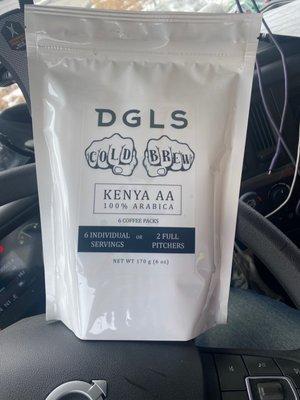 DGLS
COLD BREW
KENYA AA
100% ARABICA
6 COFFEE PACKS
6 INDIVIDUAL SERVINGS
OR
2 FULL PITCHERS
NET WT 170 g (6 oz)